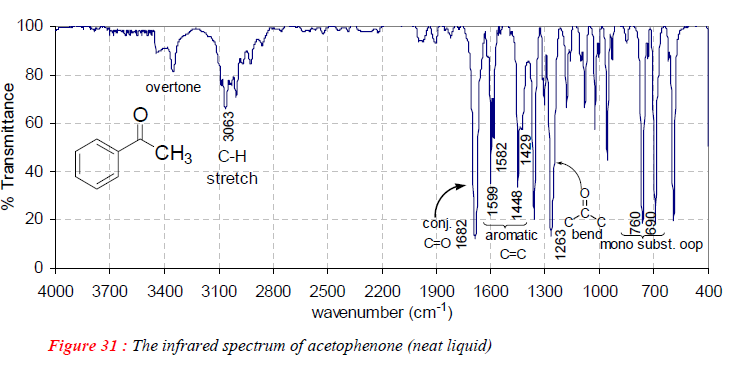 100
80
60
40
20
0
% Transmittance
overtone
3063
C-H
stretch
O
CH3
conj.
C=O
1682
1599
1582
1448
1429
aromatic
C=C
1263
O
C C C
bend
760
690
mono subst. oop
4000 3700 3400 3100 2800 2500 2200 1900 1600 1300 1000 700 400
wavenumber (cm-1)
Figure 31 : The infrared spectrum of acetophenone (neat liquid)